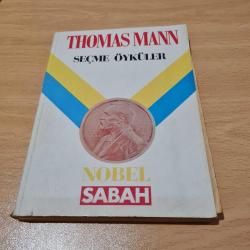 THOMAS MANN
SEÇME ÖYKÜLER
NOBEL
SABAH